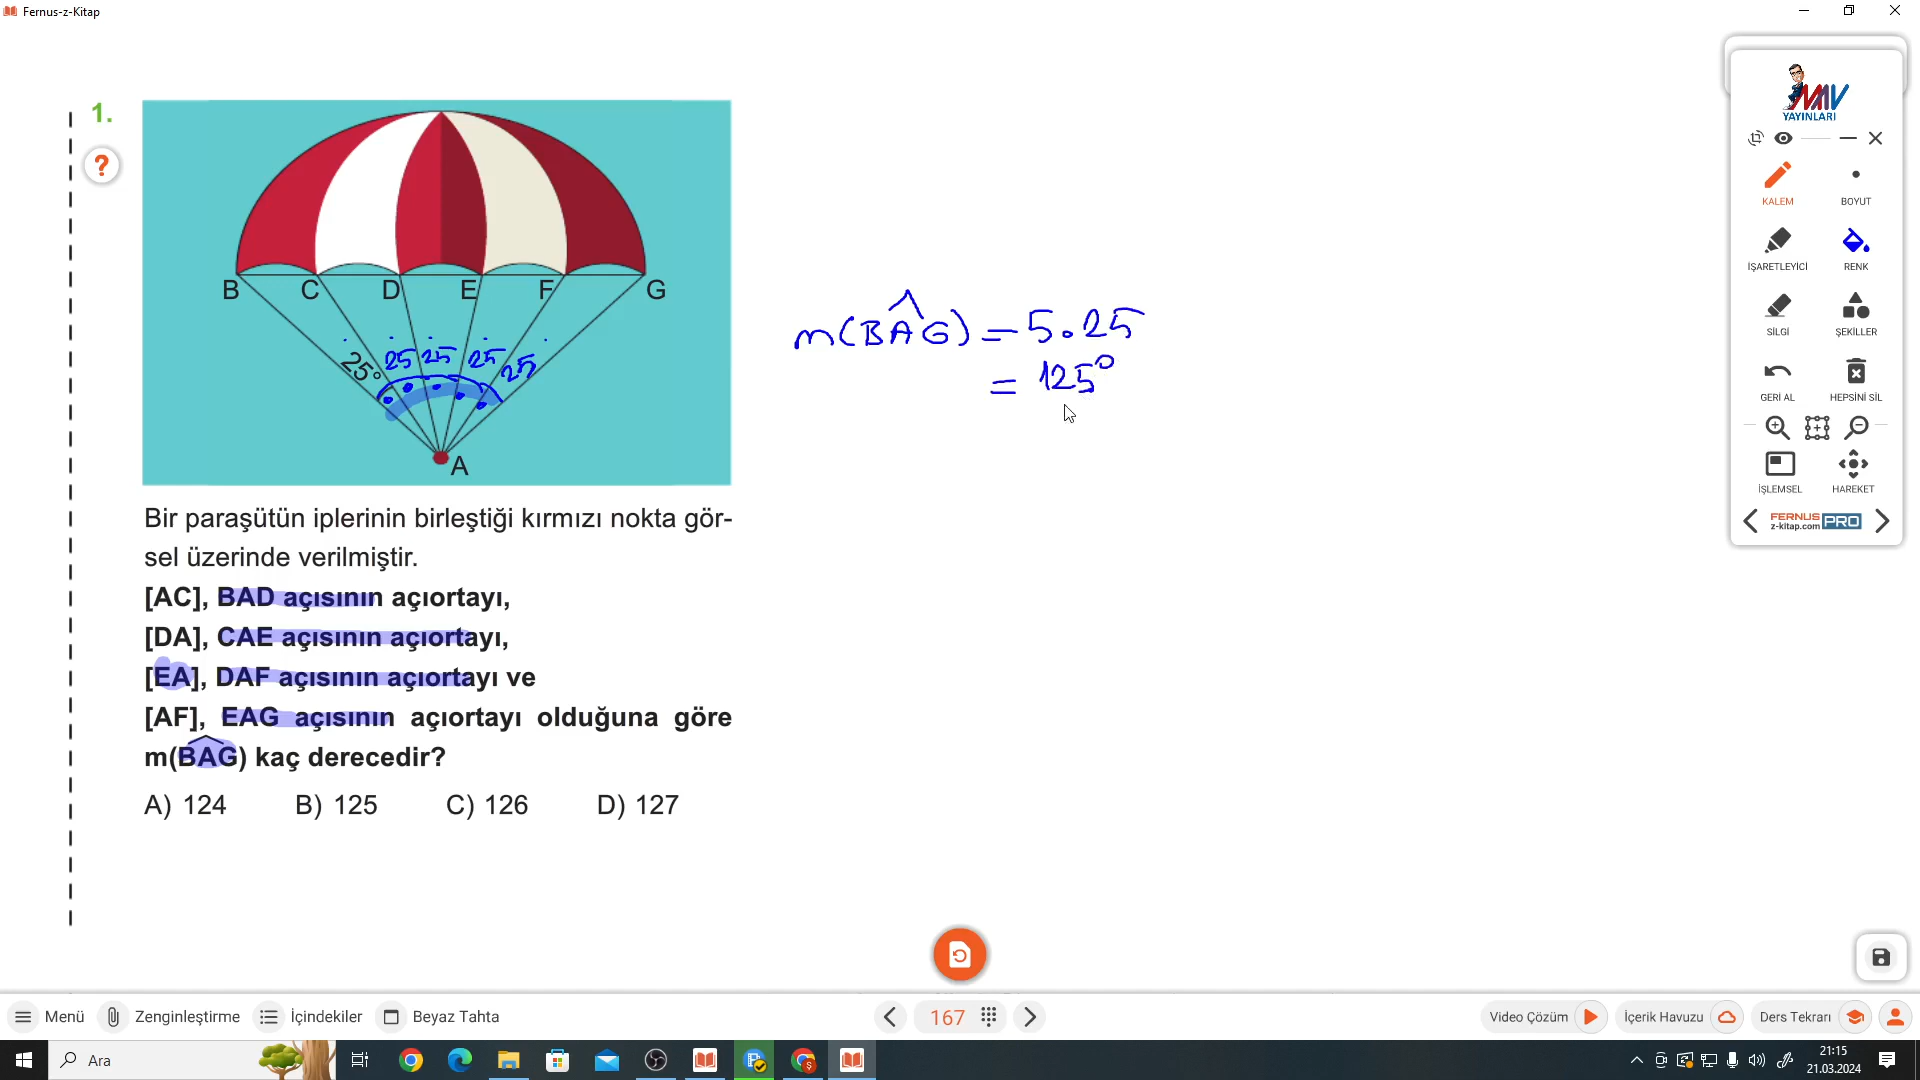 Fernus-z-Kitap
1.
?
B C D E F G
25° 25 25 25 25
A
m(BAG) = 5.25
= 125°
Bir paraşütün iplerinin birleştiği kırmızı nokta gör-
sel üzerinde verilmiştir.
[AC], BAD açısının açıortayı,
[DA], CAE açısının açıortayı,
[EA], DAF açısının açıortayı ve
[AF], EAG açısının açıortayı olduğuna göre
m(BAG) kaç derecedir?
A) 124 B) 125 C) 126 D) 127
MAV
YAYINLARI
KALEM BOYUT
İŞARETLEYİCİ RENK
SİLGİ ŞEKİLLER
GERİ AL HEPSİNİ SİL
İŞLEMSEL HAREKET
FERNUS
z-kitap.com PRO
Menü Zenginleştirme İçindekiler Beyaz Tahta 167 Video Çözüm İçerik Havuzu Ders Tekrarı
Ara 21:15
21.03.2024